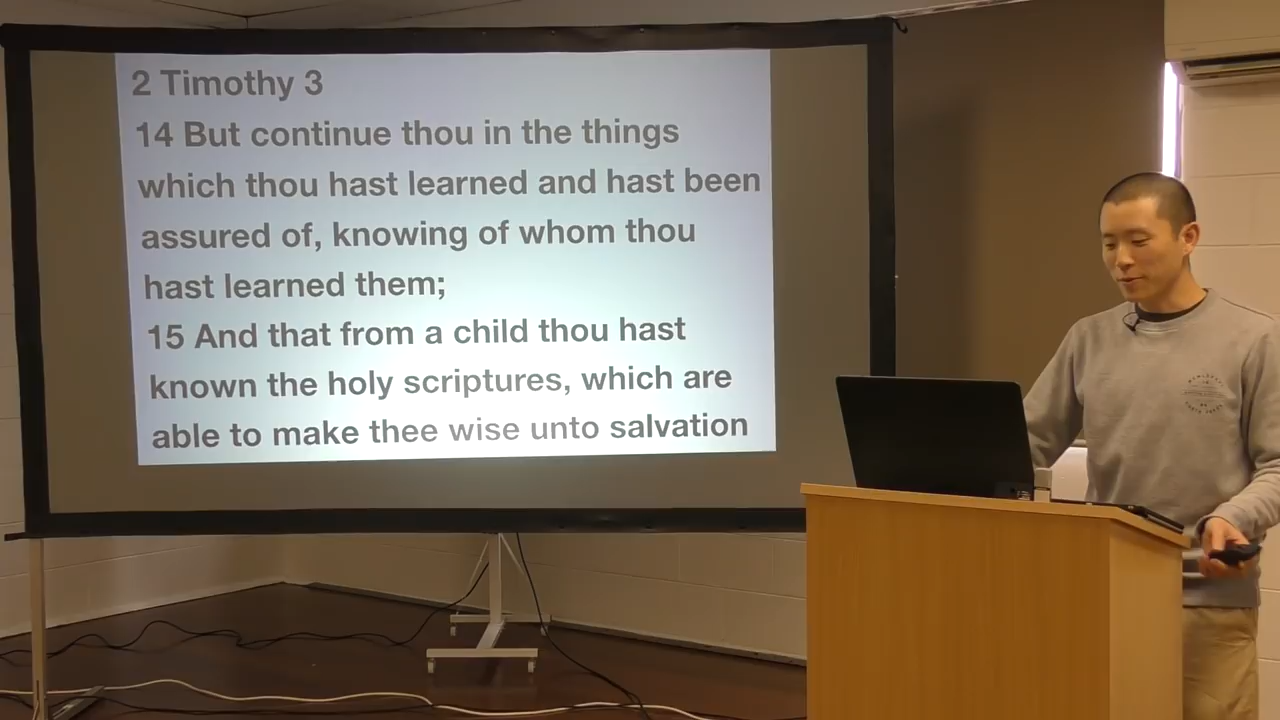 2 Timothy 3
14 But continue thou in the things
which thou hast learned and hast been
assured of, knowing of whom thou
hast learned them;
15 And that from a child thou hast
known the holy scriptures, which are
able to make thee wise unto salvation